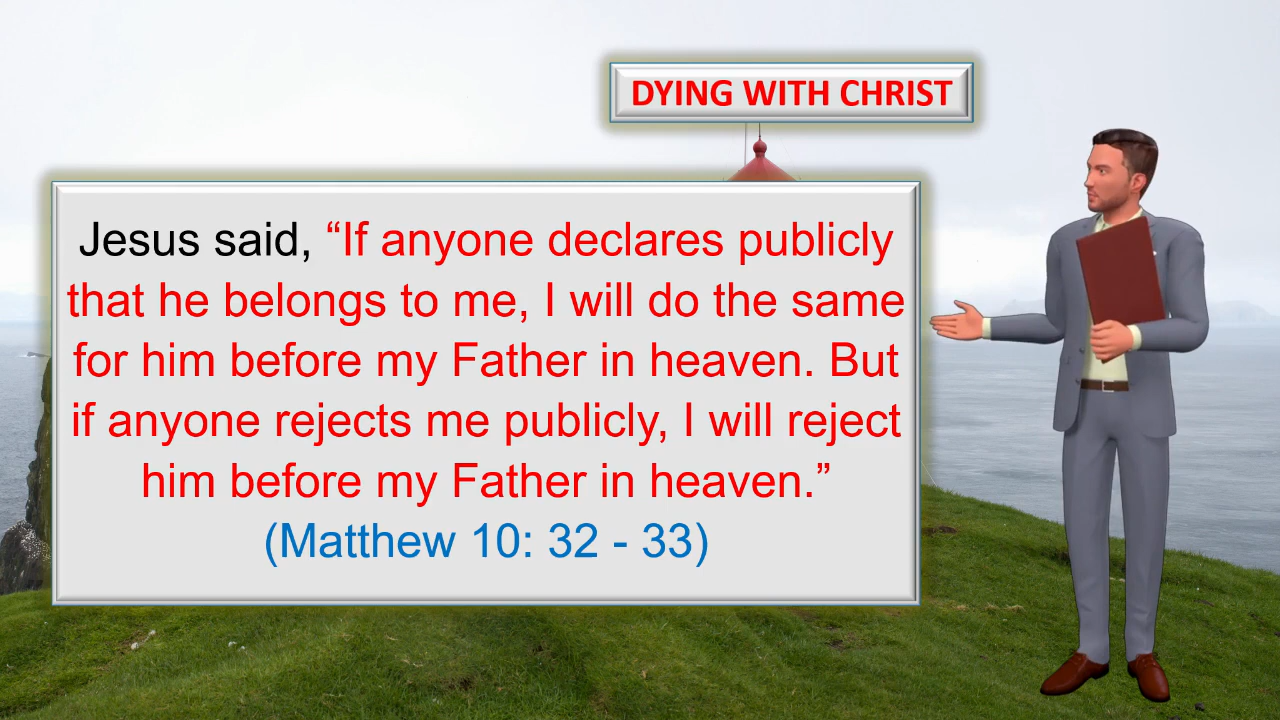 DYING WITH CHRIST
Jesus said, “If anyone declares publicly
that he belongs to me, I will do the same
for him before my Father in heaven. But
if anyone rejects me publicly, I will reject
him before my Father in heaven.”
(Matthew 10: 32 - 33)